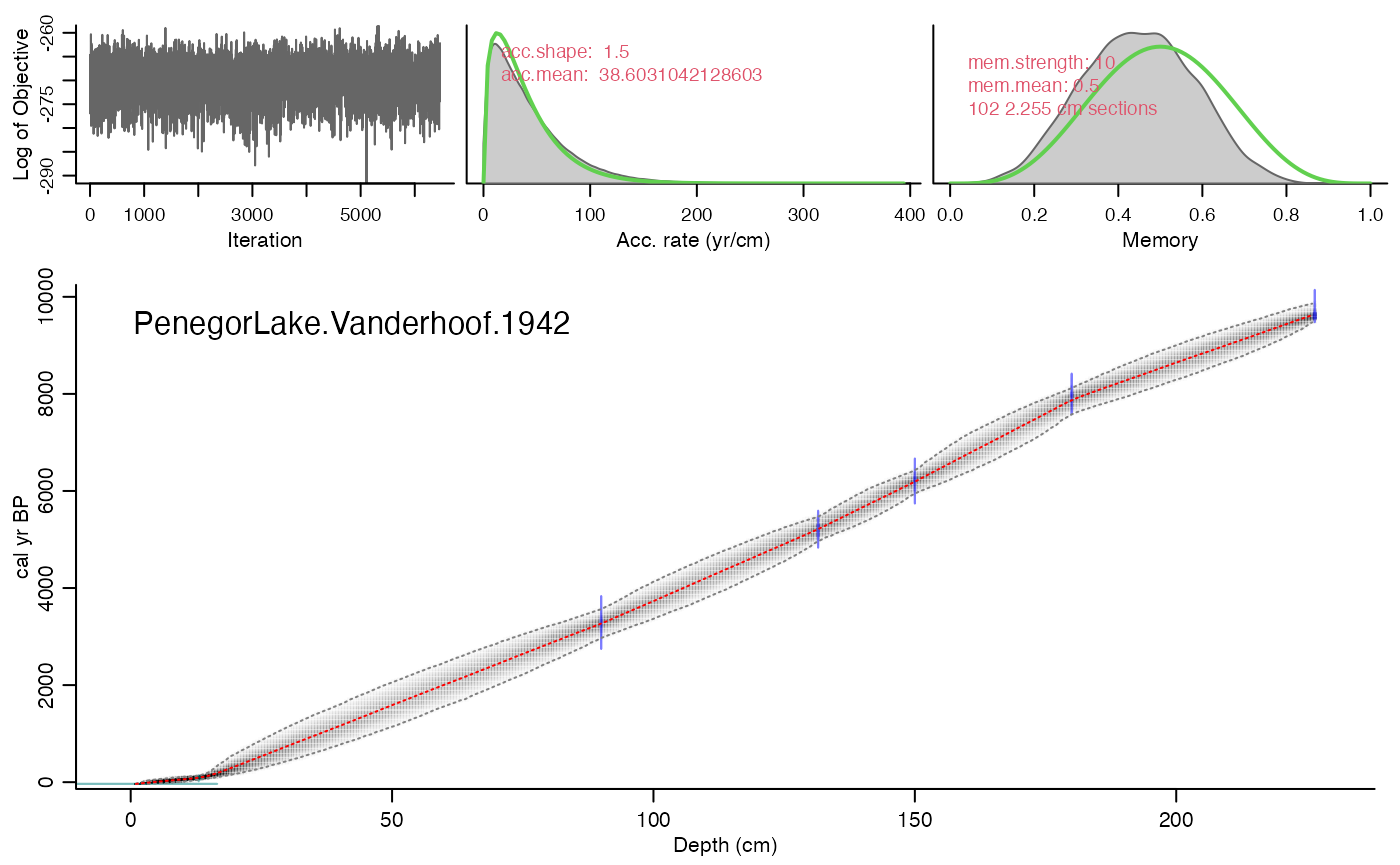 -260
-275
-290
Log of Objective
0 1000 3000 5000
Iteration
acc.shape: 1.5
acc.mean: 38.6031042128603
0 100 200 300 400
Acc. rate (yr/cm)
mem.strength: 10
mem.mean: 0.5
102 2.255 cm sections
0.0 0.2 0.4 0.6 0.8 1.0
Memory
PenegorLake.Vanderhoof.1942
10000
8000
6000
4000
2000
0
cal yr BP
0 50 100 150 200
Depth (cm)